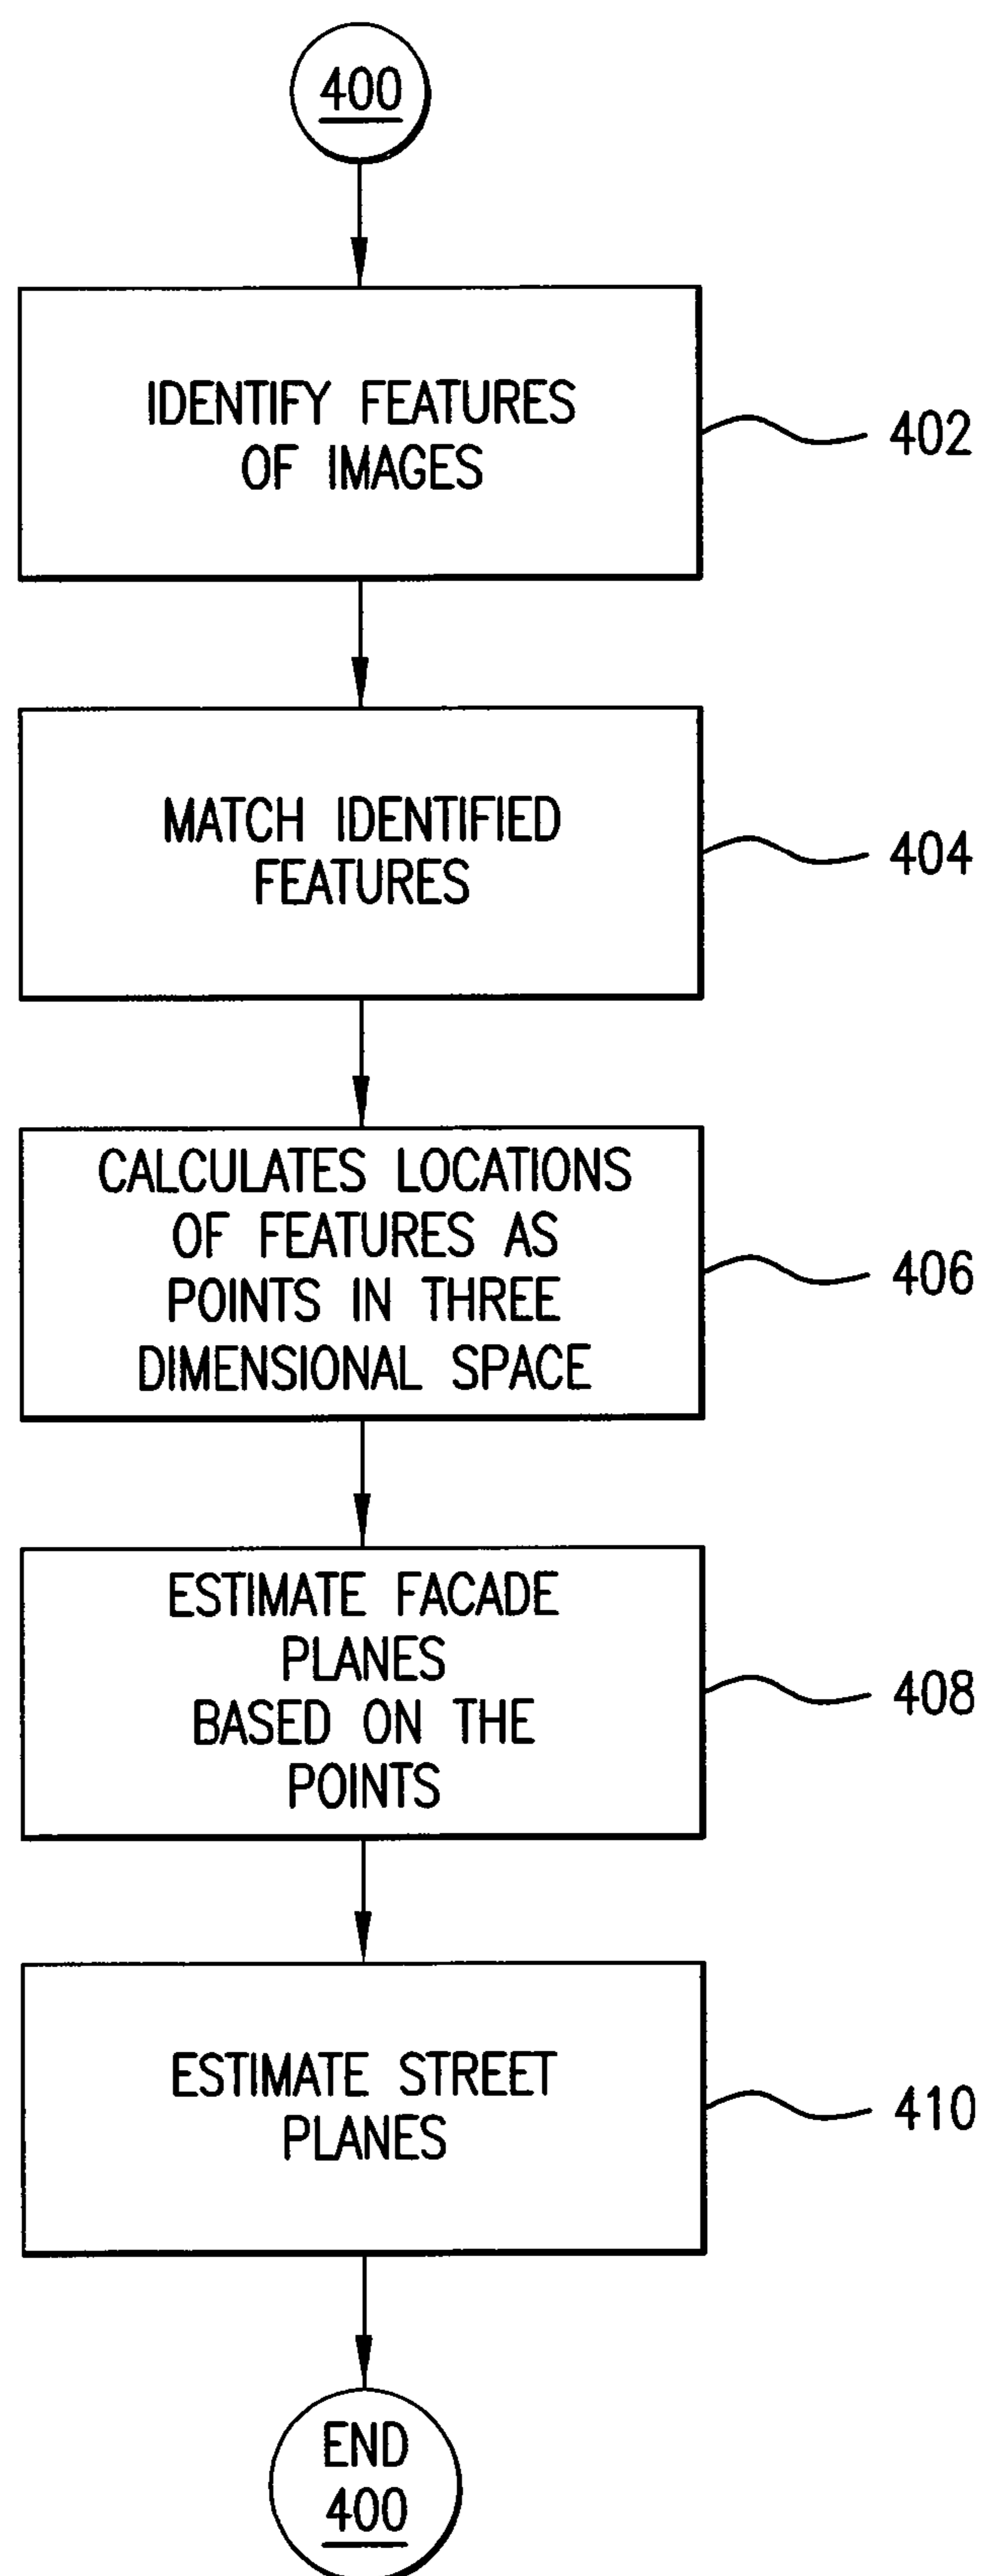 400
IDENTIFY FEATURES
OF IMAGES
402
MATCH IDENTIFIED
FEATURES
404
CALCULATES LOCATIONS
OF FEATURES AS
POINTS IN THREE
DIMENSIONAL SPACE
406
ESTIMATE FACADE
PLANES
BASED ON THE
POINTS
408
ESTIMATE STREET
PLANES
410
END
400